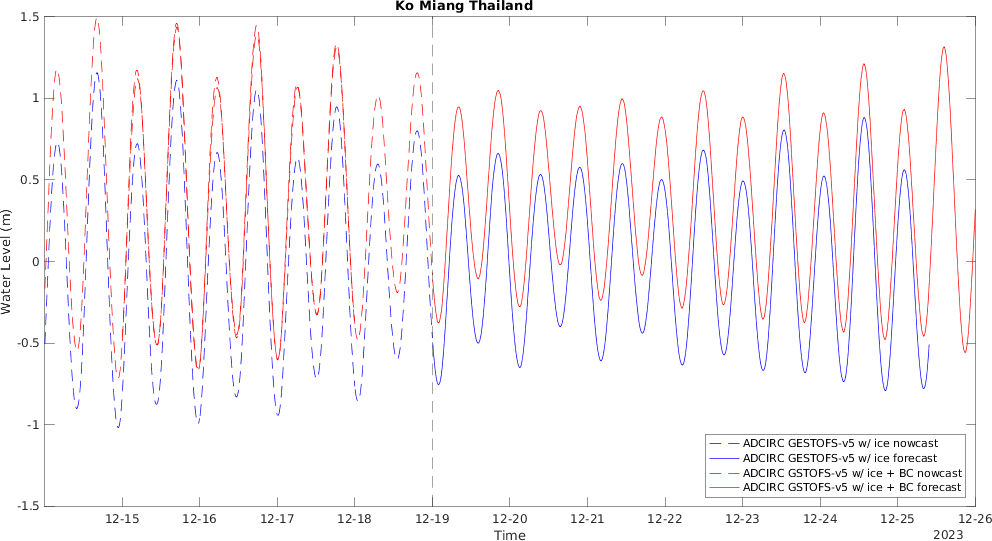 Ko Miang Thailand
1.5
1
0.5
0
-0.5
-1
-1.5
Water Level (m)
12-15 12-16 12-17 12-18 12-19 12-20 12-21 12-22 12-23 12-24 12-25 12-26
Time
2023
ADCIRC GESTOFS-v5 w/ ice nowcast
ADCIRC GESTOFS-v5 w/ ice forecast
ADCIRC GSTOFS-v5 w/ ice + BC nowcast
ADCIRC GSTOFS-v5 w/ ice + BC forecast